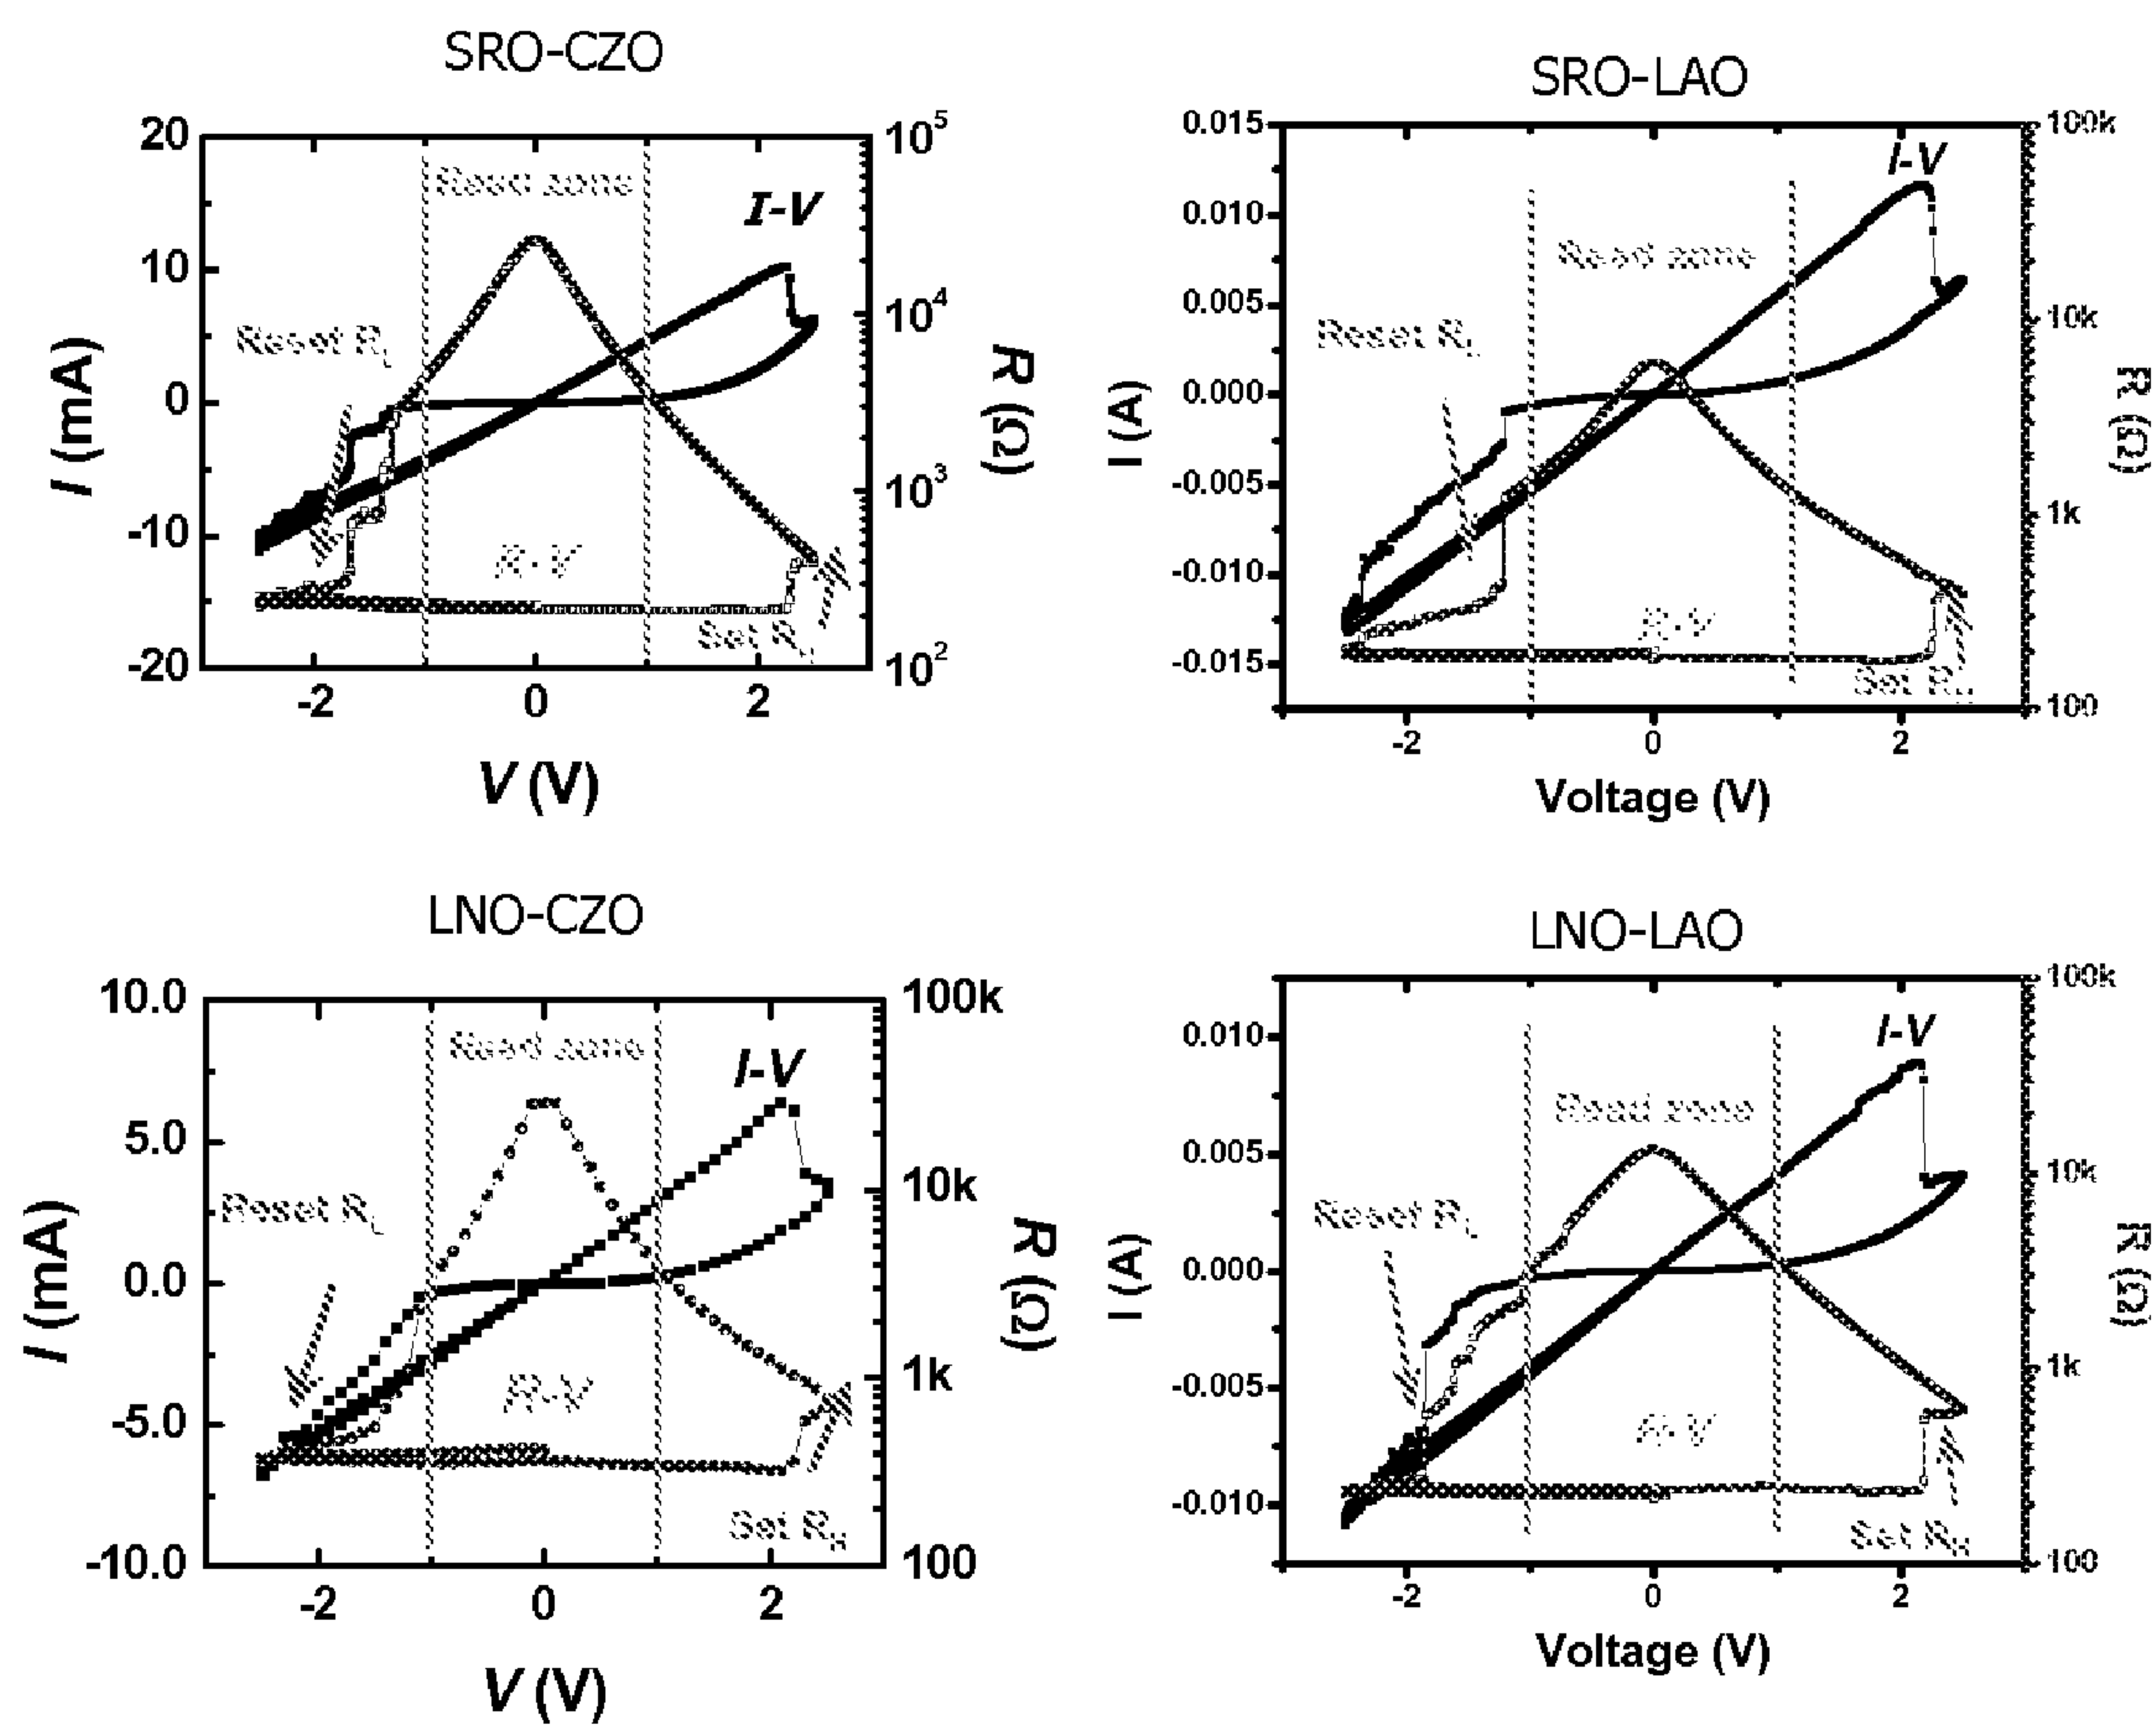 SRO-CZO
20
10
0
-10
-20
I (mA)
10^5
10^4
10^3
10^2
R (Ω)
Read zone
I-V
Reset R_L
R-V
Set R
-2 0 2
V (V)
SRO-LAO
0.015
0.010
0.005
0.000
-0.005
-0.010
-0.015
I (A)
100k
10k
1k
100
R (Ω)
I-V
Read zone
Reset R_L
R-V
Set R_H
-2 0 2
Voltage (V)
LNO-CZO
10.0
5.0
0.0
-5.0
-10.0
I (mA)
100k
10k
1k
100
R (Ω)
Read zone
I-V
Reset R_L
R-V
Set R_H
-2 0 2
V (V)
LNO-LAO
0.010
0.005
0.000
-0.005
-0.010
I (A)
100k
10k
1k
100
R (Ω)
I-V
Read zone
Reset R_L
R-V
Set R_H
-2 0 2
Voltage (V)